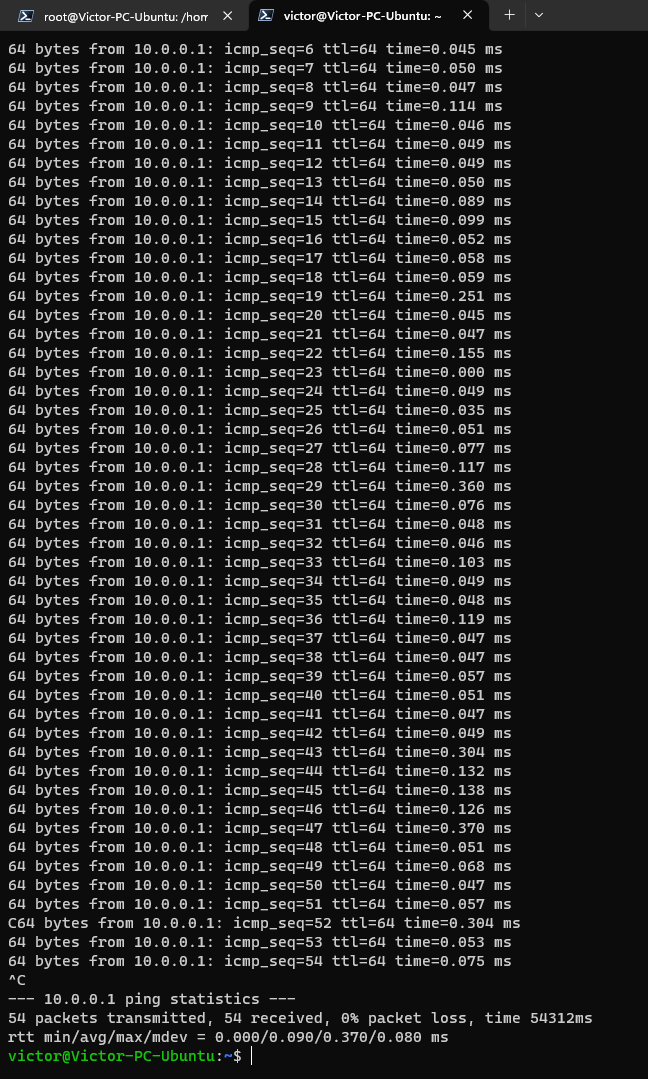 root@Victor-PC-Ubuntu: /hom
victor@Victor-PC-Ubuntu: ~
64 bytes from 10.0.0.1: icmp_seq=6 ttl=64 time=0.045 ms
64 bytes from 10.0.0.1: icmp_seq=7 ttl=64 time=0.050 ms
64 bytes from 10.0.0.1: icmp_seq=8 ttl=64 time=0.047 ms
64 bytes from 10.0.0.1: icmp_seq=9 ttl=64 time=0.114 ms
64 bytes from 10.0.0.1: icmp_seq=10 ttl=64 time=0.046 ms
64 bytes from 10.0.0.1: icmp_seq=11 ttl=64 time=0.049 ms
64 bytes from 10.0.0.1: icmp_seq=12 ttl=64 time=0.049 ms
64 bytes from 10.0.0.1: icmp_seq=13 ttl=64 time=0.050 ms
64 bytes from 10.0.0.1: icmp_seq=14 ttl=64 time=0.089 ms
64 bytes from 10.0.0.1: icmp_seq=15 ttl=64 time=0.099 ms
64 bytes from 10.0.0.1: icmp_seq=16 ttl=64 time=0.052 ms
64 bytes from 10.0.0.1: icmp_seq=17 ttl=64 time=0.058 ms
64 bytes from 10.0.0.1: icmp_seq=18 ttl=64 time=0.059 ms
64 bytes from 10.0.0.1: icmp_seq=19 ttl=64 time=0.251 ms
64 bytes from 10.0.0.1: icmp_seq=20 ttl=64 time=0.045 ms
64 bytes from 10.0.0.1: icmp_seq=21 ttl=64 time=0.047 ms
64 bytes from 10.0.0.1: icmp_seq=22 ttl=64 time=0.155 ms
64 bytes from 10.0.0.1: icmp_seq=23 ttl=64 time=0.000 ms
64 bytes from 10.0.0.1: icmp_seq=24 ttl=64 time=0.049 ms
64 bytes from 10.0.0.1: icmp_seq=25 ttl=64 time=0.035 ms
64 bytes from 10.0.0.1: icmp_seq=26 ttl=64 time=0.051 ms
64 bytes from 10.0.0.1: icmp_seq=27 ttl=64 time=0.077 ms
64 bytes from 10.0.0.1: icmp_seq=28 ttl=64 time=0.117 ms
64 bytes from 10.0.0.1: icmp_seq=29 ttl=64 time=0.360 ms
64 bytes from 10.0.0.1: icmp_seq=30 ttl=64 time=0.076 ms
64 bytes from 10.0.0.1: icmp_seq=31 ttl=64 time=0.048 ms
64 bytes from 10.0.0.1: icmp_seq=32 ttl=64 time=0.046 ms
64 bytes from 10.0.0.1: icmp_seq=33 ttl=64 time=0.103 ms
64 bytes from 10.0.0.1: icmp_seq=34 ttl=64 time=0.049 ms
64 bytes from 10.0.0.1: icmp_seq=35 ttl=64 time=0.048 ms
64 bytes from 10.0.0.1: icmp_seq=36 ttl=64 time=0.119 ms
64 bytes from 10.0.0.1: icmp_seq=37 ttl=64 time=0.047 ms
64 bytes from 10.0.0.1: icmp_seq=38 ttl=64 time=0.047 ms
64 bytes from 10.0.0.1: icmp_seq=39 ttl=64 time=0.057 ms
64 bytes from 10.0.0.1: icmp_seq=40 ttl=64 time=0.051 ms
64 bytes from 10.0.0.1: icmp_seq=41 ttl=64 time=0.047 ms
64 bytes from 10.0.0.1: icmp_seq=42 ttl=64 time=0.049 ms
64 bytes from 10.0.0.1: icmp_seq=43 ttl=64 time=0.304 ms
64 bytes from 10.0.0.1: icmp_seq=44 ttl=64 time=0.132 ms
64 bytes from 10.0.0.1: icmp_seq=45 ttl=64 time=0.138 ms
64 bytes from 10.0.0.1: icmp_seq=46 ttl=64 time=0.126 ms
64 bytes from 10.0.0.1: icmp_seq=47 ttl=64 time=0.370 ms
64 bytes from 10.0.0.1: icmp_seq=48 ttl=64 time=0.051 ms
64 bytes from 10.0.0.1: icmp_seq=49 ttl=64 time=0.068 ms
64 bytes from 10.0.0.1: icmp_seq=50 ttl=64 time=0.047 ms
64 bytes from 10.0.0.1: icmp_seq=51 ttl=64 time=0.057 ms
C64 bytes from 10.0.0.1: icmp_seq=52 ttl=64 time=0.304 ms
64 bytes from 10.0.0.1: icmp_seq=53 ttl=64 time=0.053 ms
64 bytes from 10.0.0.1: icmp_seq=54 ttl=64 time=0.075 ms
^C
--- 10.0.0.1 ping statistics ---
54 packets transmitted, 54 received, 0% packet loss, time 54312ms
rtt min/avg/max/mdev = 0.000/0.090/0.370/0.080 ms
victor@Victor-PC-Ubuntu:~$